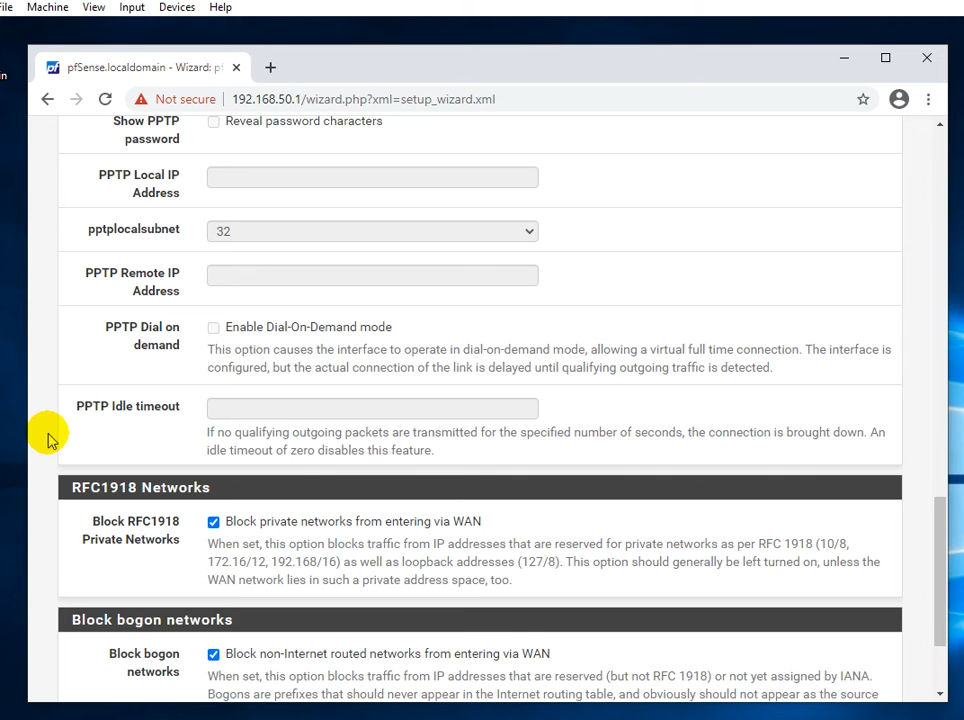 File Machine View Input Devices Help
in
pfSense.localdomain - Wizard: pf
Not secure 192.168.50.1/wizard.php?xml=setup_wizard.xml
Show PPTP password
Reveal password characters
PPTP Local IP Address
pptplocalsubnet
32
PPTP Remote IP Address
PPTP Dial on demand
Enable Dial-On-Demand mode
This option causes the interface to operate in dial-on-demand mode, allowing a virtual full time connection. The interface is
configured, but the actual connection of the link is delayed until qualifying outgoing traffic is detected.
PPTP Idle timeout
If no qualifying outgoing packets are transmitted for the specified number of seconds, the connection is brought down. An
idle timeout of zero disables this feature.
RFC1918 Networks
Block RFC1918 Private Networks
Block private networks from entering via WAN
When set, this option blocks traffic from IP addresses that are reserved for private networks as per RFC 1918 (10/8,
172.16/12, 192.168/16) as well as loopback addresses (127/8). This option should generally be left turned on, unless the
WAN network lies in such a private address space, too.
Block bogon networks
Block bogon networks
Block non-Internet routed networks from entering via WAN
When set, this option blocks traffic from IP addresses that are reserved (but not RFC 1918) or not yet assigned by IANA.
Bogons are prefixes that should never appear in the Internet routing table, and obviously should not appear as the source